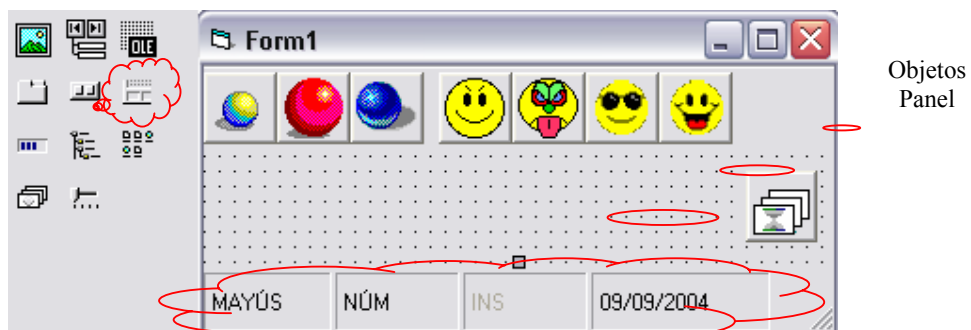 OLE
Form1
Objetos
Panel
MAYÚS NÚM INS 09/09/2004